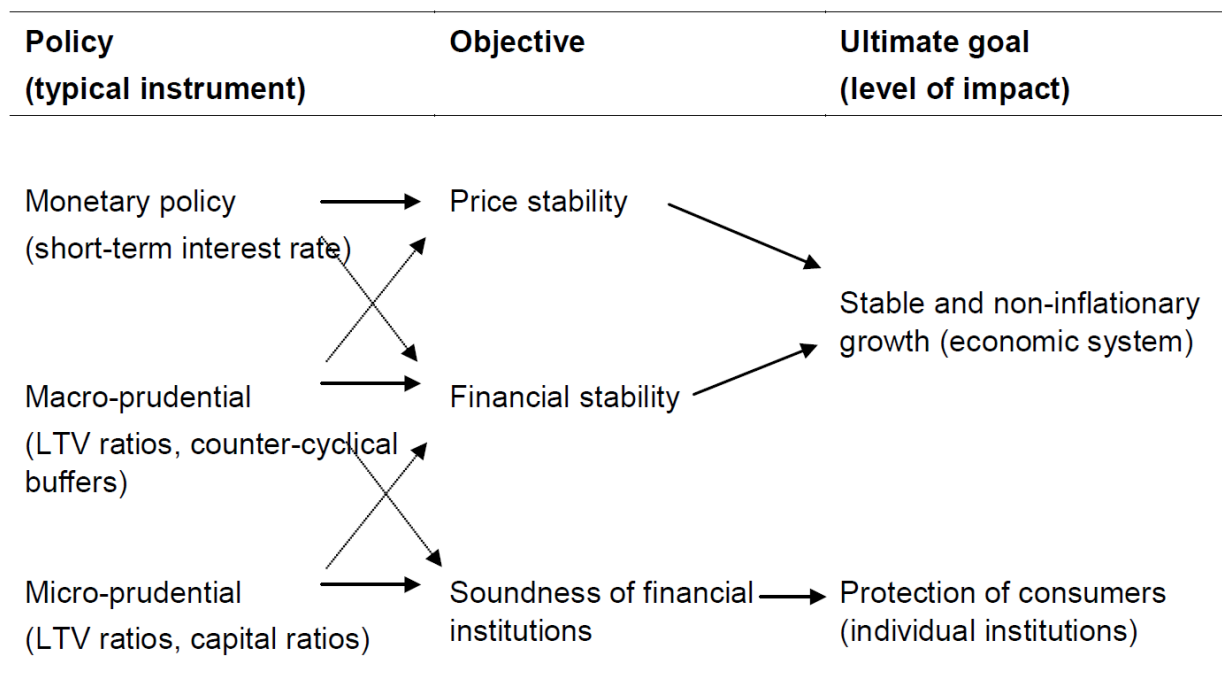 Policy
(typical instrument)
Objective
Ultimate goal
(level of impact)
Monetary policy
(short-term interest rate)
Price stability
Stable and non-inflationary
growth (economic system)
Macro-prudential
(LTV ratios, counter-cyclical
buffers)
Financial stability
Micro-prudential
(LTV ratios, capital ratios)
Soundness of financial
institutions
Protection of consumers
(individual institutions)